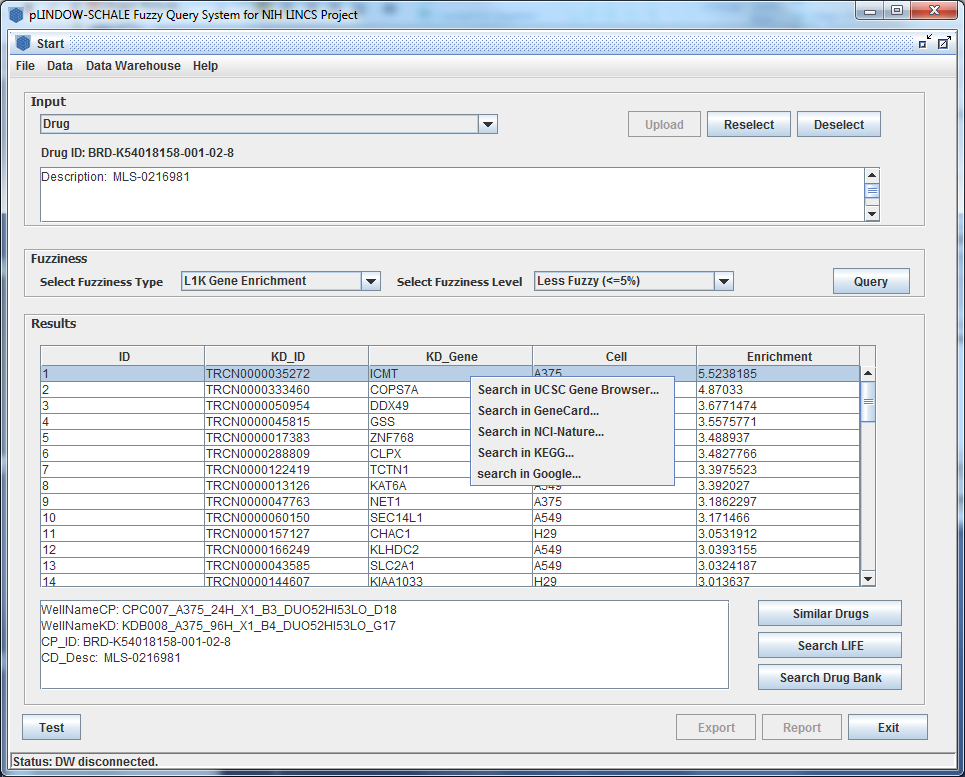 pLINDOW-SCHALE Fuzzy Query System for NIH LINCS Project
Start
File Data Data Warehouse Help
Input
Drug Upload Reselect Deselect
Drug ID: BRD-K54018158-001-02-8
Description: MLS-0216981
Fuzziness
Select Fuzziness Type L1K Gene Enrichment Select Fuzziness Level Less Fuzzy (<=5%) Query
Results
ID KD_ID KD_Gene Cell Enrichment
1 TRCN0000035272 ICMT A375 5.5238185
2 TRCN0000333460 COPS7A 4.87033
3 TRCN0000050954 DDX49 3.6771474
4 TRCN0000045815 GSS 3.5575771
5 TRCN0000017383 ZNF768 3.488937
6 TRCN0000288809 CLPX 3.4827766
7 TRCN0000122419 TCTN1 3.3975523
8 TRCN0000013126 KAT6A A549 3.392027
9 TRCN0000047763 NET1 A375 3.1862297
10 TRCN0000060150 SEC14L1 A549 3.171466
11 TRCN0000157127 CHAC1 H29 3.0531912
12 TRCN0000166249 KLHDC2 A549 3.0393155
13 TRCN0000043585 SLC2A1 A549 3.0324187
14 TRCN0000144607 KIAA1033 H29 3.013637
Search in UCSC Gene Browser...
Search in GeneCard...
Search in NCI-Nature...
Search in KEGG...
search in Google...
WellNameCP: CPC007_A375_24H_X1_B3_DUO52HI53LO_D18
WellNameKD: KDB008_A375_96H_X1_B4_DUO52HI53LO_G17
CP_ID: BRD-K54018158-001-02-8
CD_Desc: MLS-0216981
Similar Drugs
Search LIFE
Search Drug Bank
Test Export Report Exit
Status: DW disconnected.